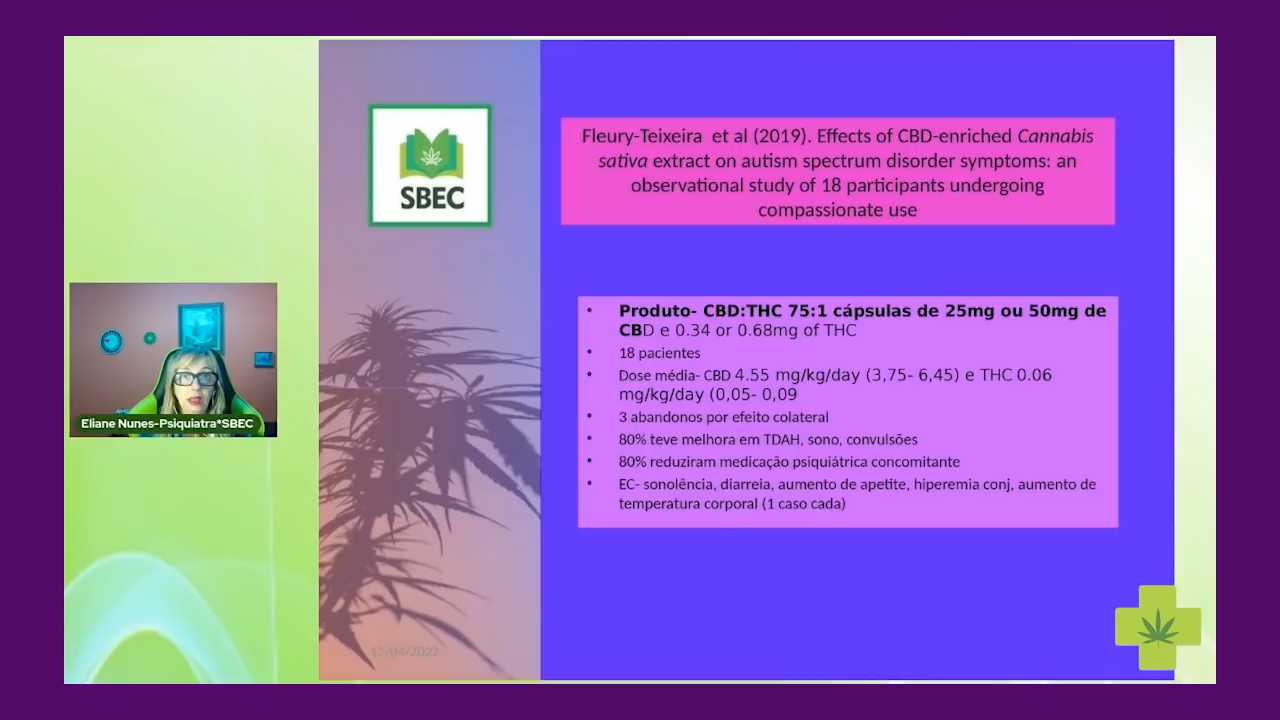 SBEC
Fleury-Teixeira et al (2019). Effects of CBD-enriched Cannabis
sativa extract on autism spectrum disorder symptoms: an
observational study of 18 participants undergoing
compassionate use
• Produto- CBD:THC 75:1 cápsulas de 25mg ou 50mg de
CBD e 0.34 or 0.68mg of THC
• 18 pacientes
• Dose média- CBD 4.55 mg/kg/day (3,75- 6,45) e THC 0.06
mg/kg/day (0,05- 0,09
• 3 abandonos por efeito colateral
• 80% teve melhora em TDAH, sono, convulsões
• 80% reduziram medicação psiquiátrica concomitante
• EC- sonolência, diarreia, aumento de apetite, hiperemia conj, aumento de
temperatura corporal (1 caso cada)
Eliane Nunes-Psiquiatra*SBEC
12/04/2022